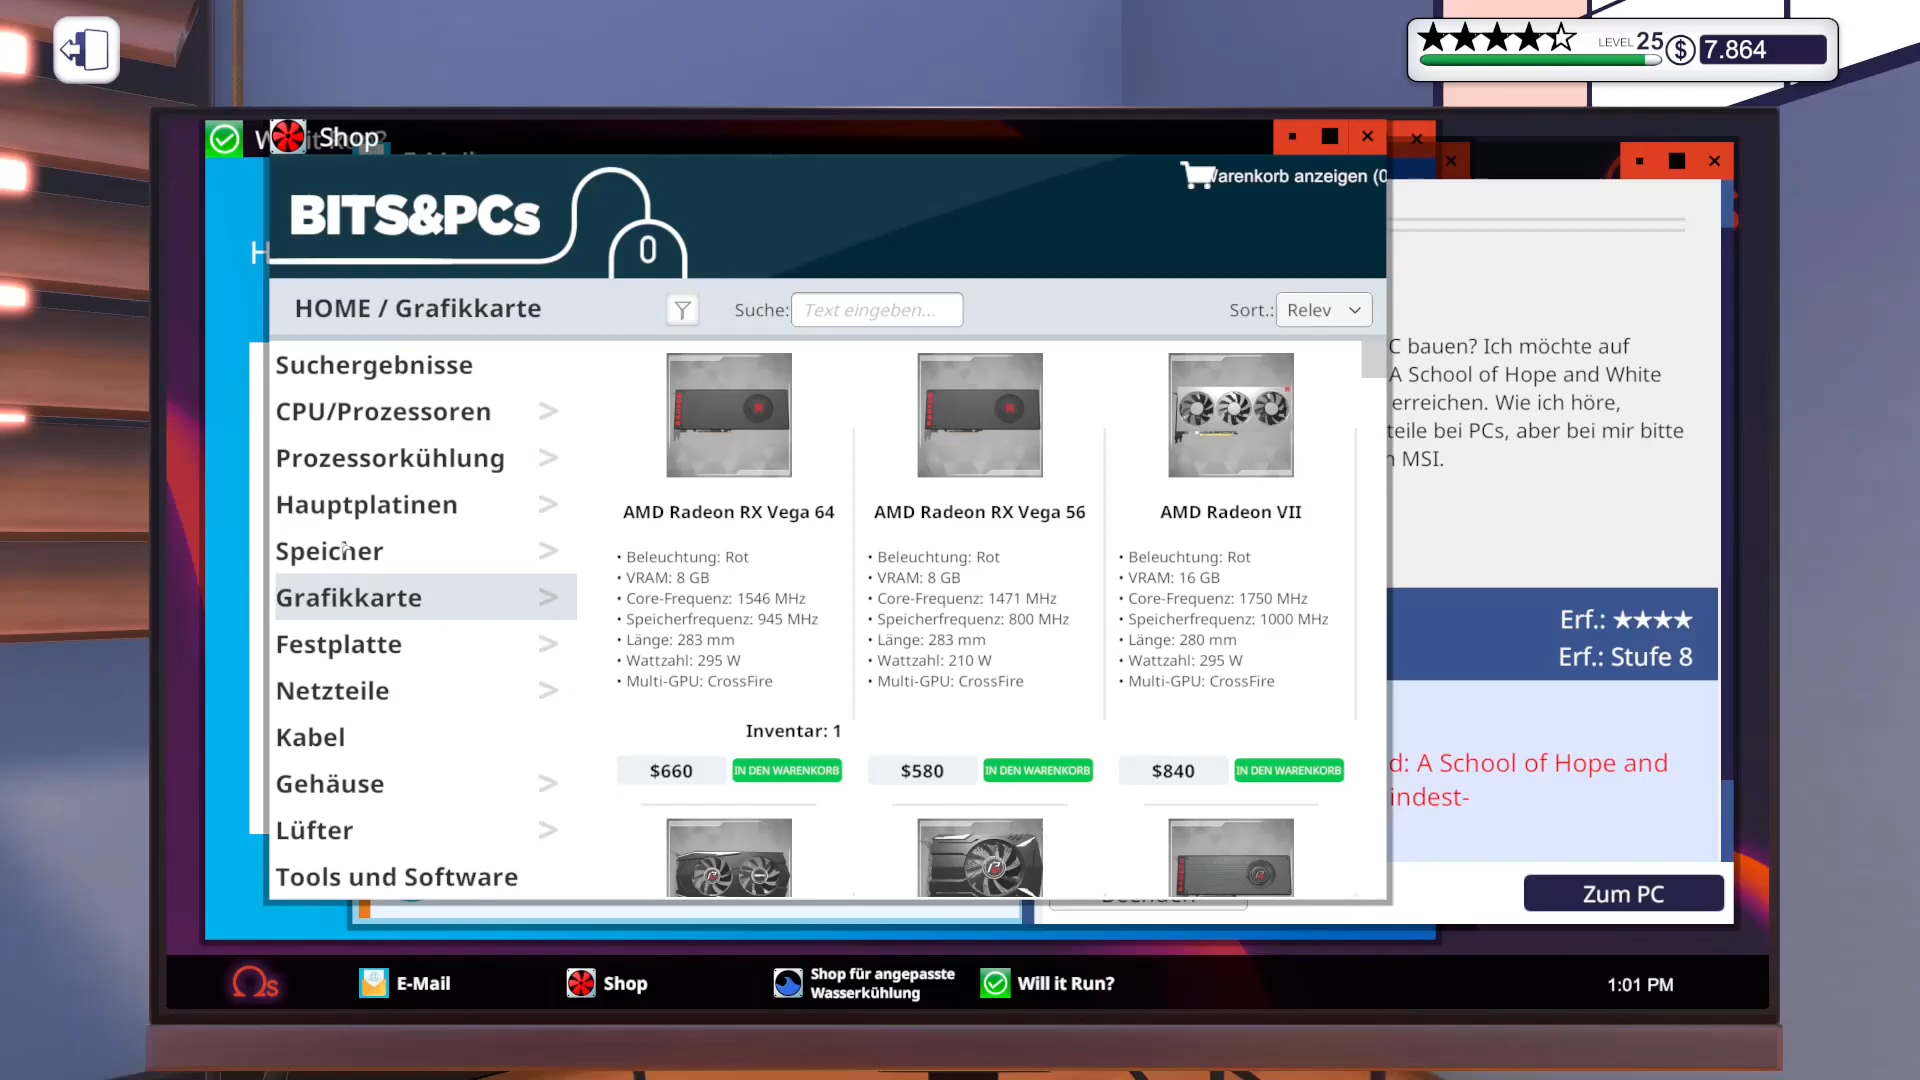 LEVEL 25
$ 7.864
Shop
BITS&PCs
Warenkorb anzeigen (0
HOME / Grafikkarte
Suche: Text eingeben...
Sort.: Relev
Suchergebnisse
CPU/Prozessoren >
Prozessorkühlung >
Hauptplatinen >
Speicher >
Grafikkarte >
Festplatte >
Netzteile >
Kabel
Gehäuse >
Lüfter >
Tools und Software
AMD Radeon RX Vega 64
• Beleuchtung: Rot
• VRAM: 8 GB
• Core-Frequenz: 1546 MHz
• Speicherfrequenz: 945 MHz
• Länge: 283 mm
• Wattzahl: 295 W
• Multi-GPU: CrossFire
Inventar: 1
$660 IN DEN WARENKORB
AMD Radeon RX Vega 56
• Beleuchtung: Rot
• VRAM: 8 GB
• Core-Frequenz: 1471 MHz
• Speicherfrequenz: 800 MHz
• Länge: 283 mm
• Wattzahl: 210 W
• Multi-GPU: CrossFire
$580 IN DEN WARENKORB
AMD Radeon VII
• Beleuchtung: Rot
• VRAM: 16 GB
• Core-Frequenz: 1750 MHz
• Speicherfrequenz: 1000 MHz
• Länge: 280 mm
• Wattzahl: 295 W
• Multi-GPU: CrossFire
$840 IN DEN WARENKORB
C bauen? Ich möchte auf
A School of Hope and White
erreichen. Wie ich höre,
teile bei PCs, aber bei mir bitte
n MSI.
Erf.: ★★★★
Erf.: Stufe 8
d: A School of Hope and
indest-
Zum PC
Ωs
E-Mail
Shop
Shop für angepasste
Wasserkühlung
Will it Run?
1:01 PM